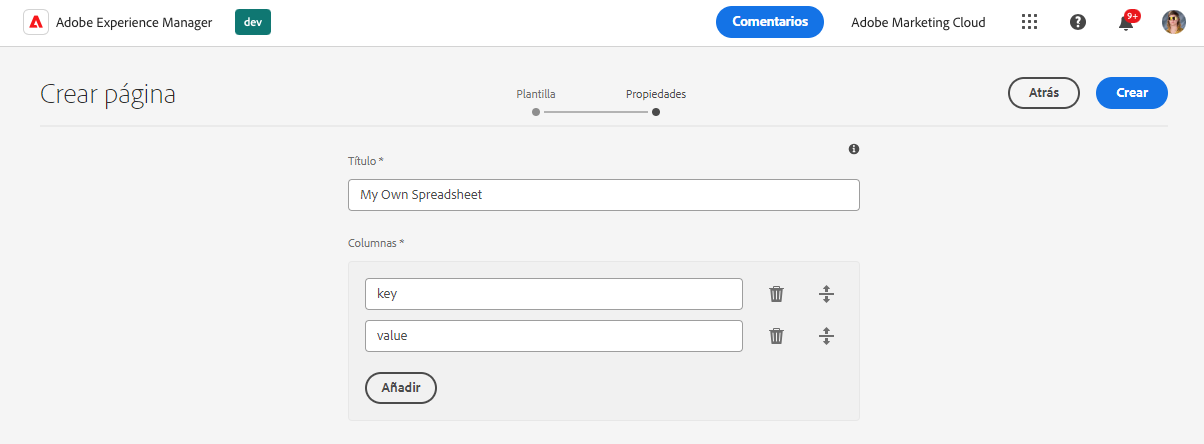 Adobe Experience Manager
dev
Comentarios
Adobe Marketing Cloud
9+
Crear página
Plantilla
Propiedades
Atrás
Crear
Título *
My Own Spreadsheet
Columnas *
key
value
Añadir